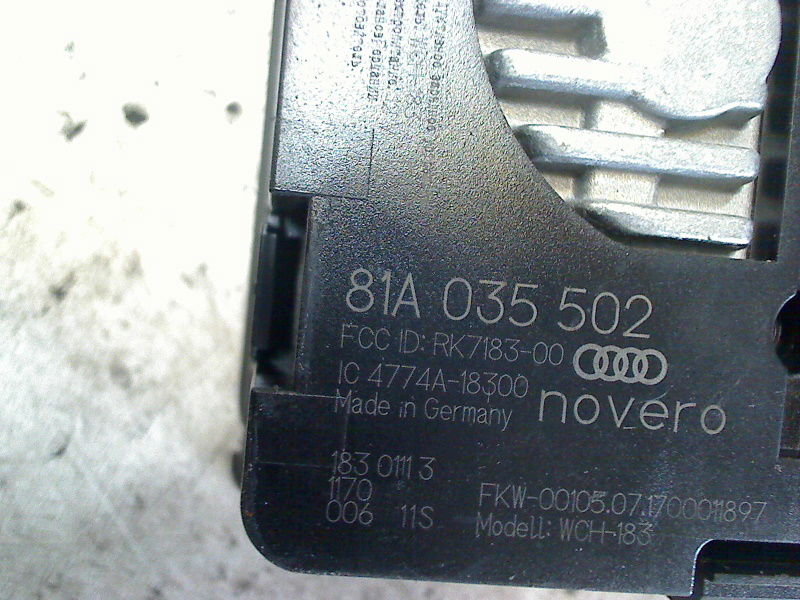 81A 035 502
FCC ID: RK7183-00
IC 4774A-18300
Made in Germany
novero
183 0111 3
1170
006 11S
FKW-00105.07.1700011897
Modell: WCH-183